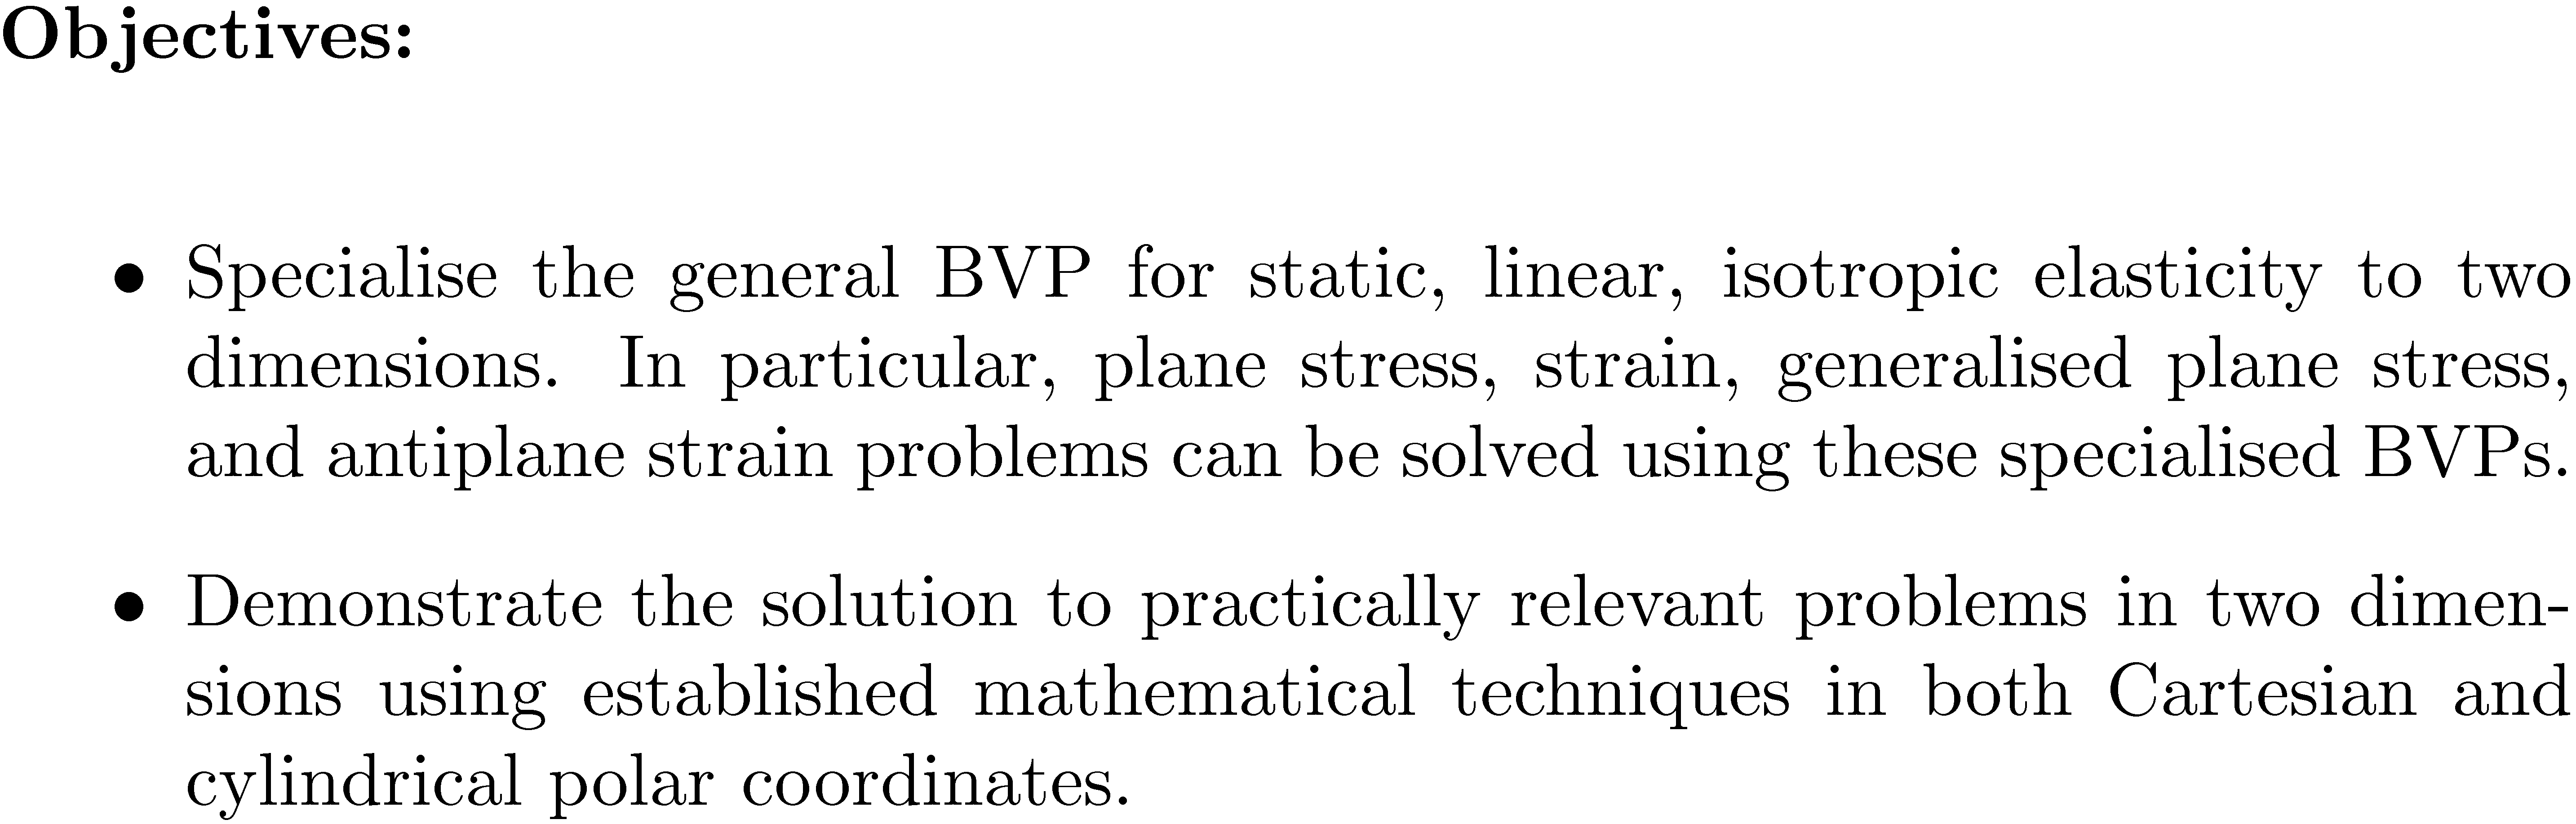 Objectives:
• Specialise the general BVP for static, linear, isotropic elasticity to two
dimensions. In particular, plane stress, strain, generalised plane stress,
and antiplane strain problems can be solved using these specialised BVPs.
• Demonstrate the solution to practically relevant problems in two dimen-
sions using established mathematical techniques in both Cartesian and
cylindrical polar coordinates.